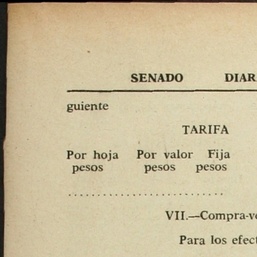 SENADO DIAR
guiente
TARIFA
Por hoja Por valor Fija
pesos pesos pesos
................................
VII.—Compra-ve
Para los efect